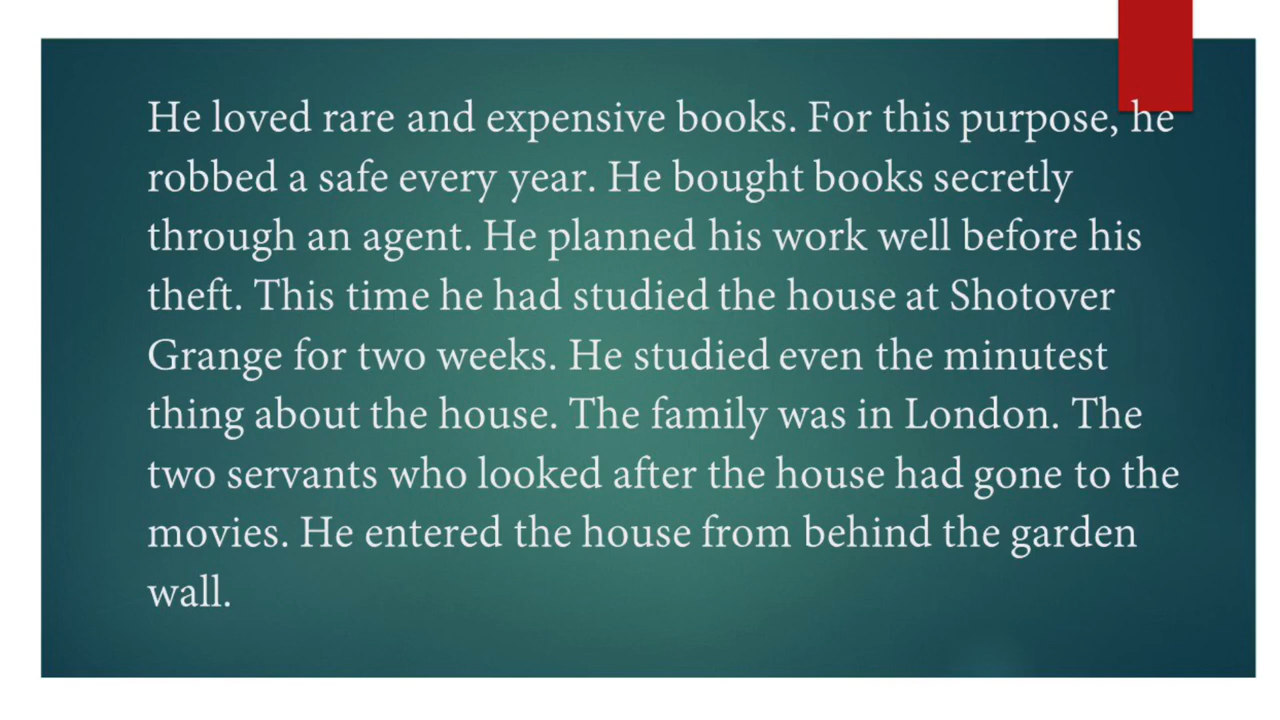 He loved rare and expensive books. For this purpose, he
robbed a safe every year. He bought books secretly
through an agent. He planned his work well before his
theft. This time he had studied the house at Shotover
Grange for two weeks. He studied even the minutest
thing about the house. The family was in London. The
two servants who looked after the house had gone to the
movies. He entered the house from behind the garden
wall.